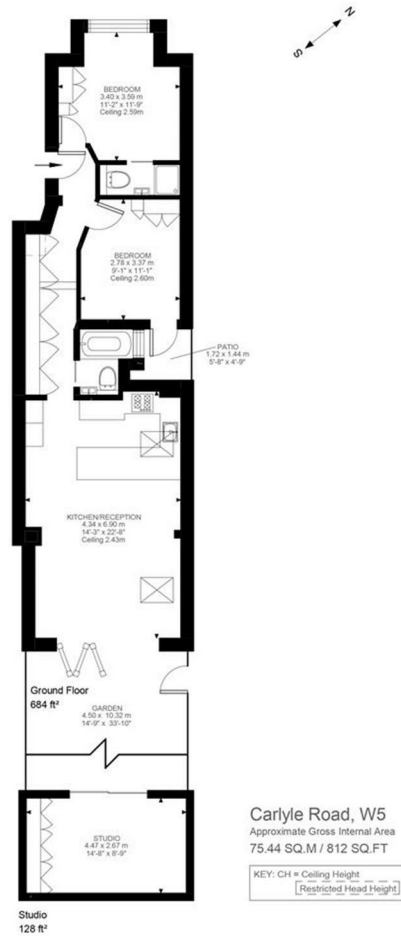 N
S
BEDROOM
3.40 x 3.59 m
11'-2" x 11'-9"
Ceiling 2.59m
BEDROOM
2.78 x 3.37 m
9'-1" x 11'-1"
Ceiling 2.60m
PATIO
1.72 x 1.44 m
5'-8" x 4'-9"
KITCHEN/RECEPTION
4.34 x 6.90 m
14'-3" x 22'-8"
Ceiling 2.43m
Ground Floor
684 ft²
GARDEN
4.50 x 10.32 m
14'-9" x 33'-10"
STUDIO
4.47 x 2.67 m
14'-8" x 8'-9"
Studio
128 ft²
Carlyle Road, W5
Approximate Gross Internal Area
75.44 SQ.M / 812 SQ.FT
KEY: CH = Ceiling Height
Restricted Head Height